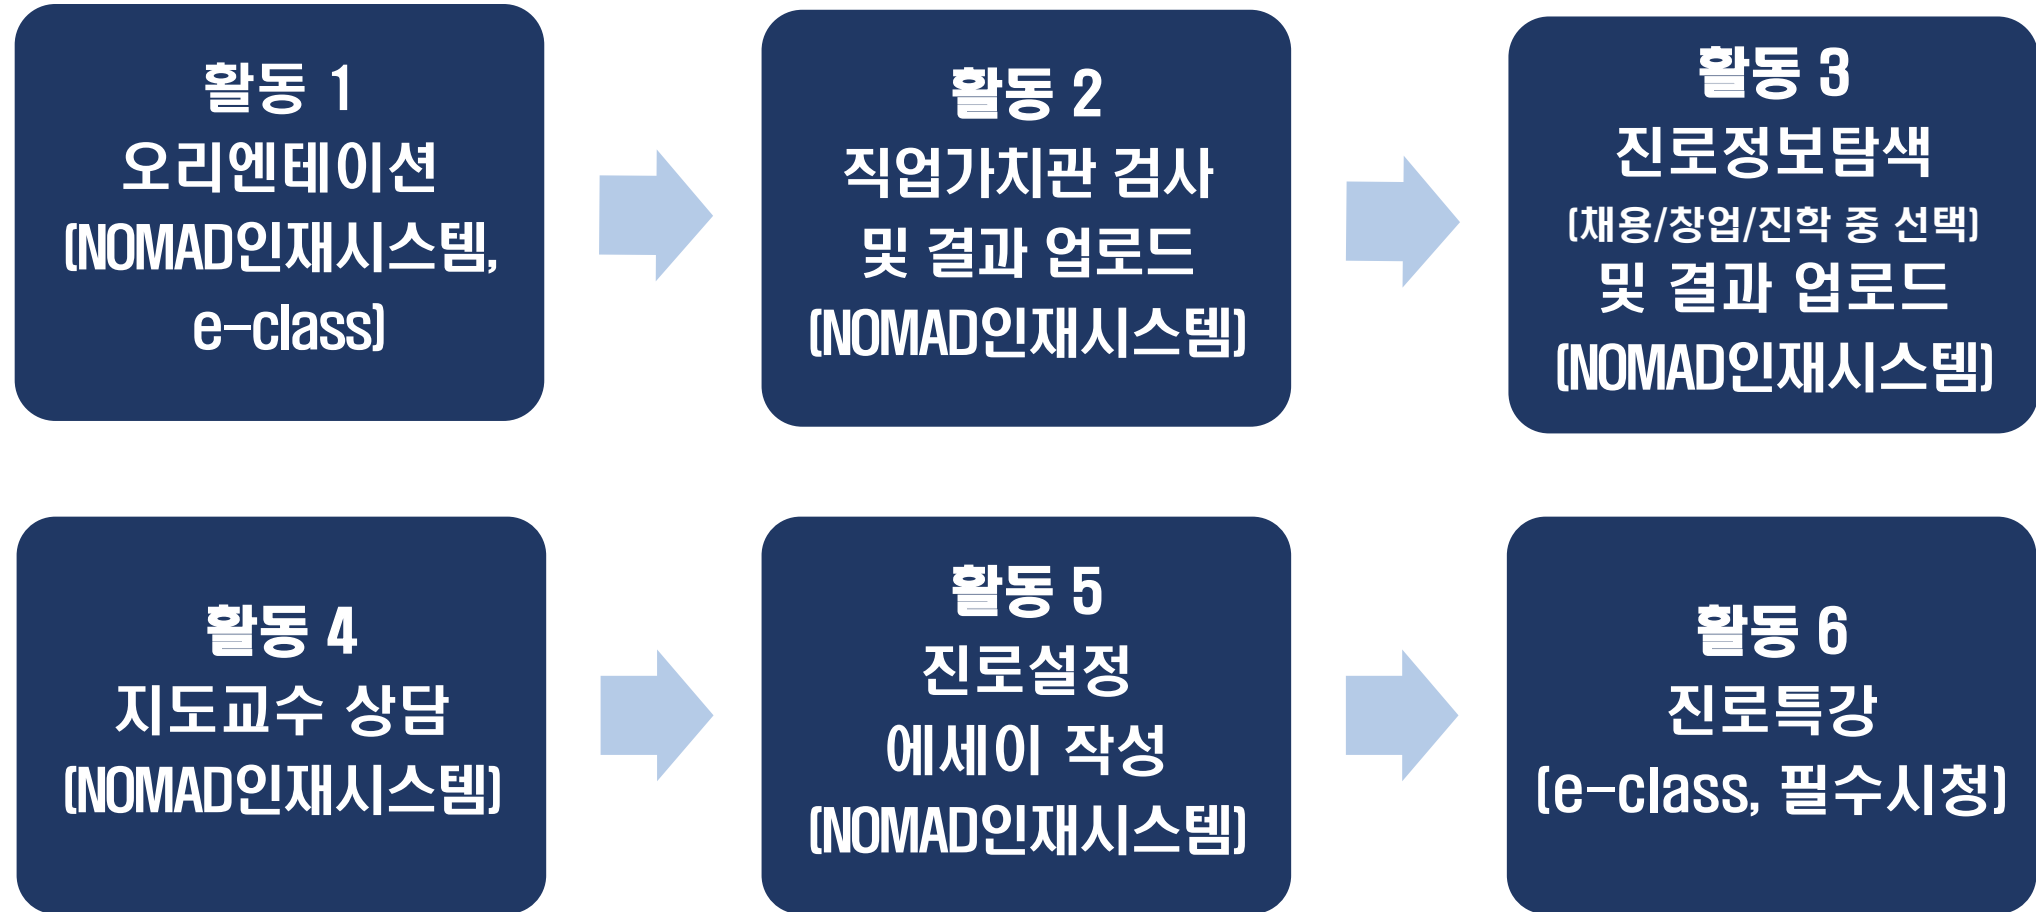 활동 1
오리엔테이션
(NOMAD인재시스템,
e-class)
활동 2
직업가치관 검사
및 결과 업로드
(NOMAD인재시스템)
활동 3
진로정보탐색
(채용/창업/진학 중 선택)
및 결과 업로드
(NOMAD인재시스템)
활동 4
지도교수 상담
(NOMAD인재시스템)
활동 5
진로설정
에세이 작성
(NOMAD인재시스템)
활동 6
진로특강
(e-class, 필수시청)